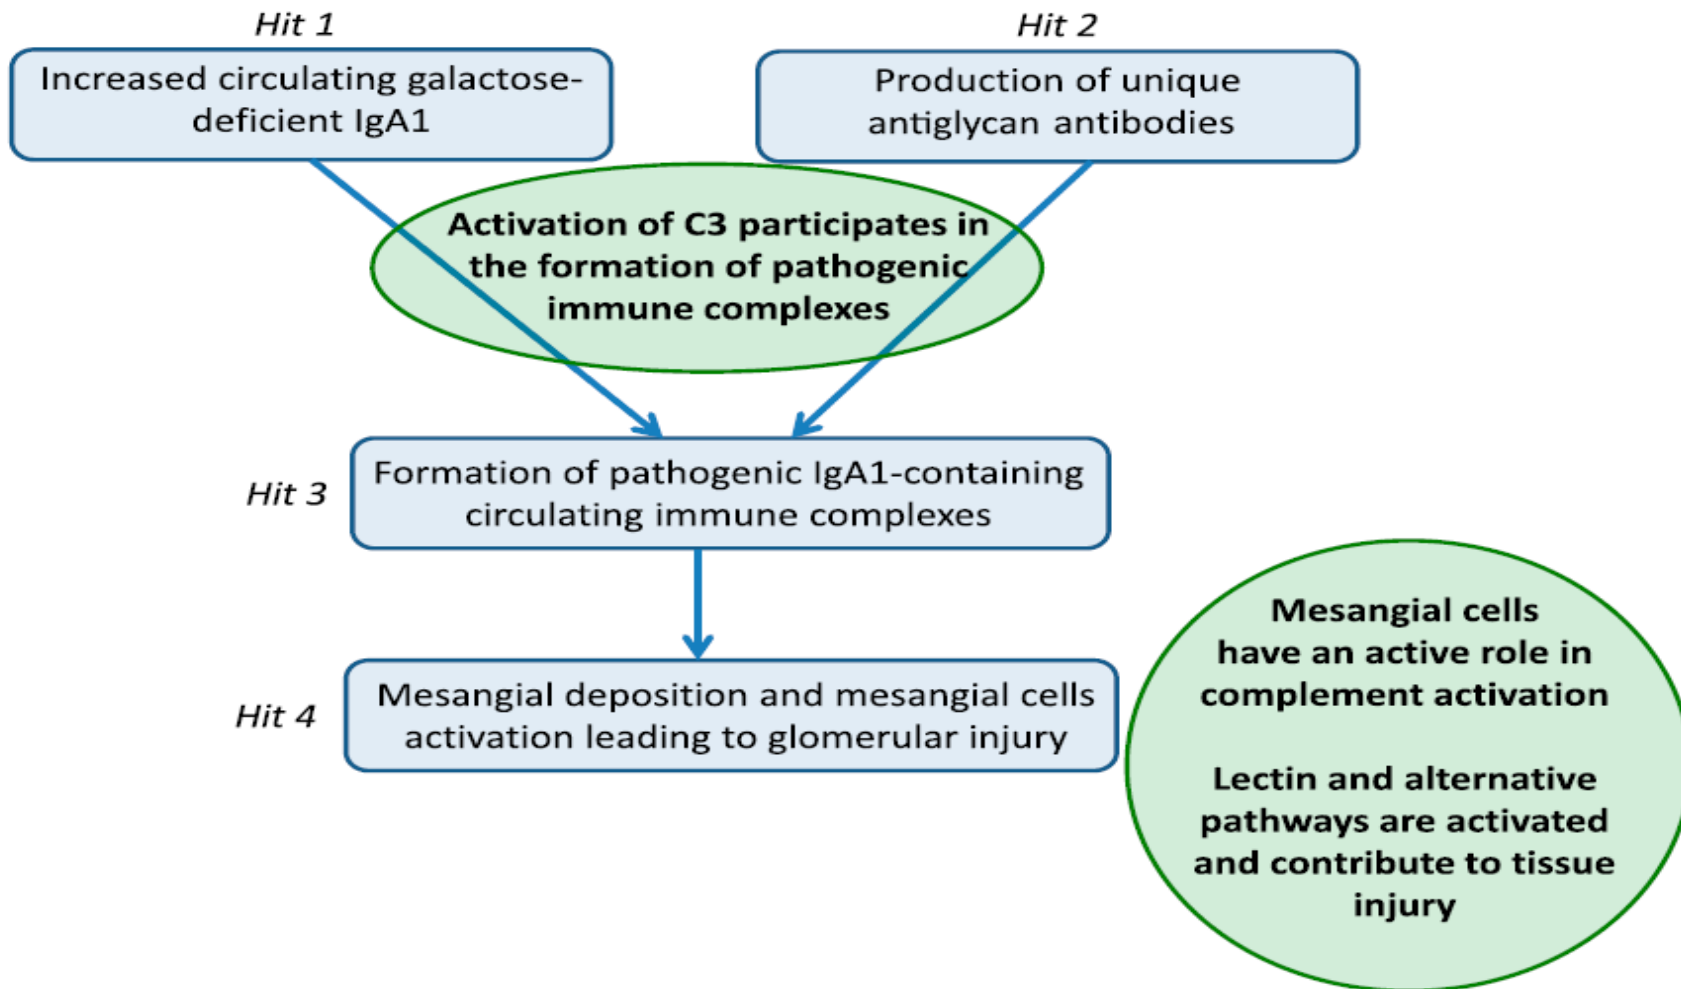 Hit 1
Increased circulating galactose-
deficient IgA1
Hit 2
Production of unique
antiglycan antibodies
Activation of C3 participates in
the formation of pathogenic
immune complexes
Hit 3
Formation of pathogenic IgA1-containing
circulating immune complexes
Hit 4
Mesangial deposition and mesangial cells
activation leading to glomerular injury
Mesangial cells
have an active role in
complement activation
Lectin and alternative
pathways are activated
and contribute to tissue
injury